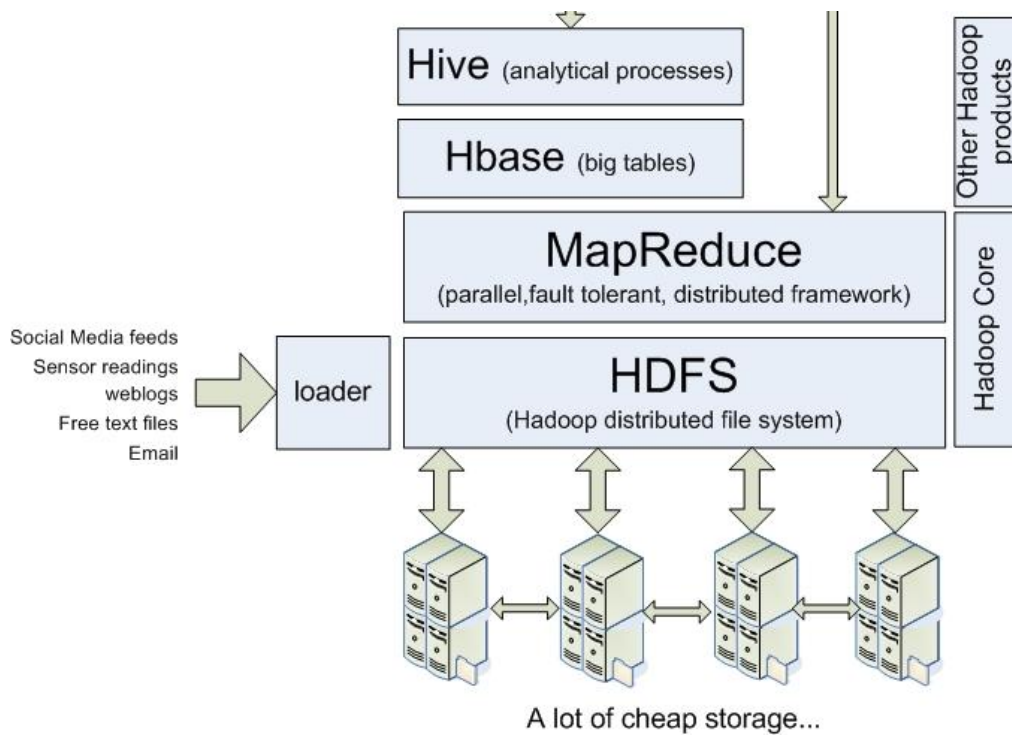 Hive (analytical processes)
Hbase (big tables)
Other Hadoop
products
MapReduce
(parallel,fault tolerant, distributed framework)
Hadoop Core
Social Media feeds
Sensor readings
weblogs
Free text files
Email
loader
HDFS
(Hadoop distributed file system)
A lot of cheap storage...